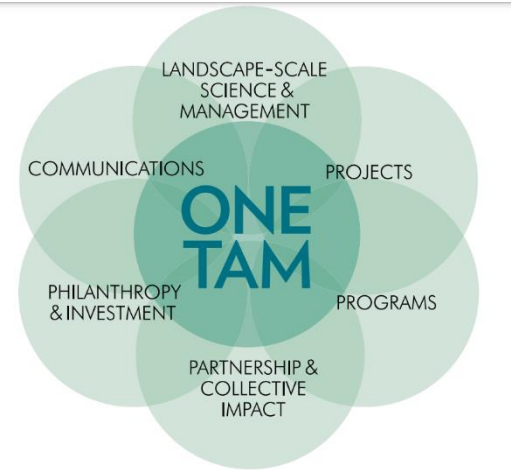 LANDSCAPE-SCALE
SCIENCE &
MANAGEMENT
COMMUNICATIONS
PROJECTS
ONE
TAM
PHILANTHROPY
& INVESTMENT
PROGRAMS
PARTNERSHIP &
COLLECTIVE
IMPACT